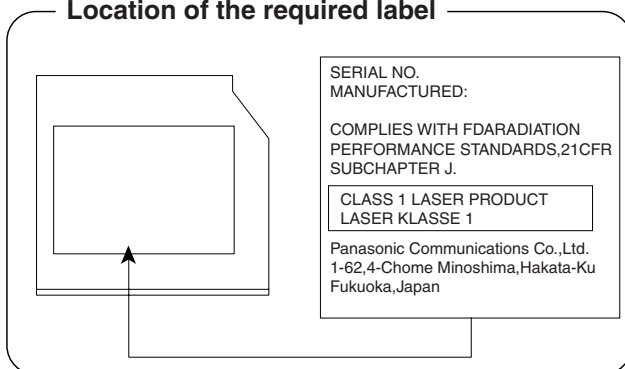 Location of the required label
SERIAL NO.
MANUFACTURED:
COMPLIES WITH FDARADIATION
PERFORMANCE STANDARDS,21CFR
SUBCHAPTER J.
CLASS 1 LASER PRODUCT
LASER KLASSE 1
Panasonic Communications Co.,Ltd.
1-62,4-Chome Minoshima,Hakata-Ku
Fukuoka,Japan